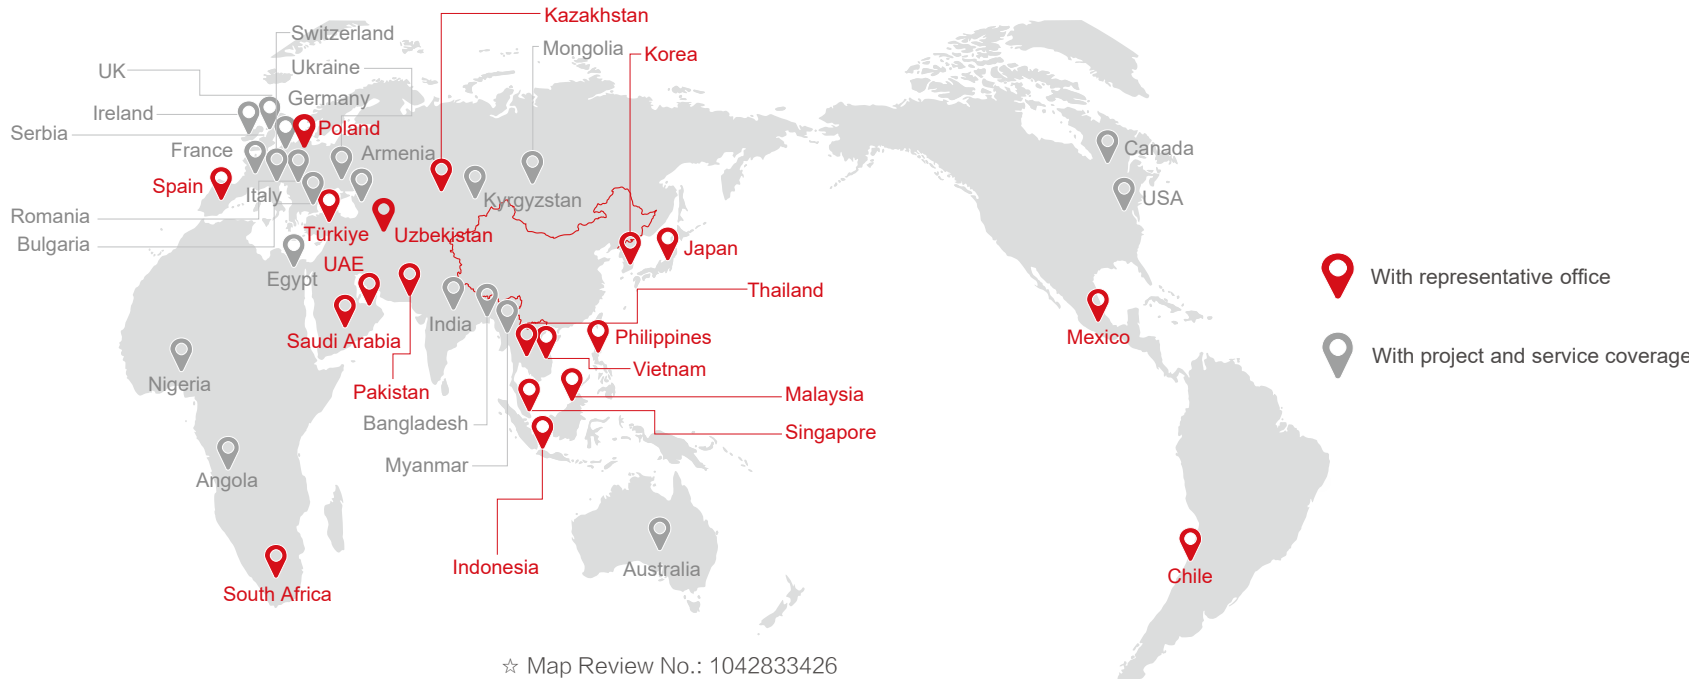 Kazakhstan
Switzerland
Mongolia
Korea
UK
Ukraine
Germany
Ireland
Serbia
Poland
France
Armenia
Canada
Spain
Italy
Kyrgyzstan
USA
Romania
Türkiye
Uzbekistan
Bulgaria
Japan
UAE
Egypt
With representative office
Thailand
India
Saudi Arabia
Philippines
Mexico
With project and service coverage
Vietnam
Nigeria
Pakistan
Malaysia
Bangladesh
Singapore
Myanmar
Angola
Indonesia
Australia
Chile
South Africa
☆ Map Review No.: 1042833426